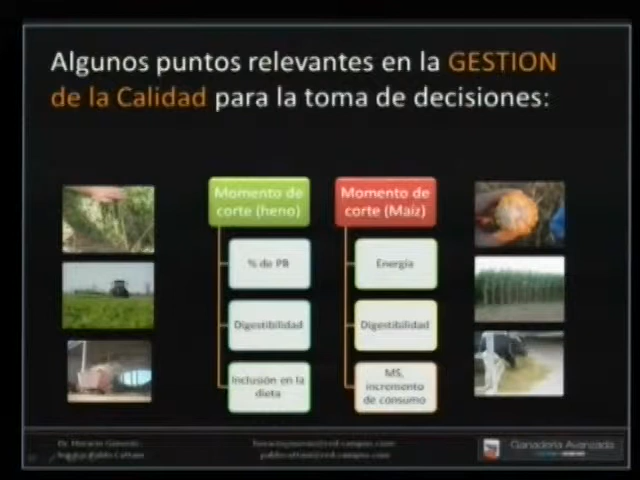 Algunos puntos relevantes en la GESTION
de la Calidad para la toma de decisiones:
Momento de
corte (heno)
% de PB
Digestibilidad
Inclusión en la
dieta
Momento de
corte (Maíz)
Energía
Digestibilidad
MS,
incremento
de consumo
Ganadería Avanzada